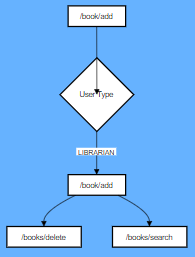 /book/add
User Type
LIBRARIAN
/book/add
/books/delete
/books/search